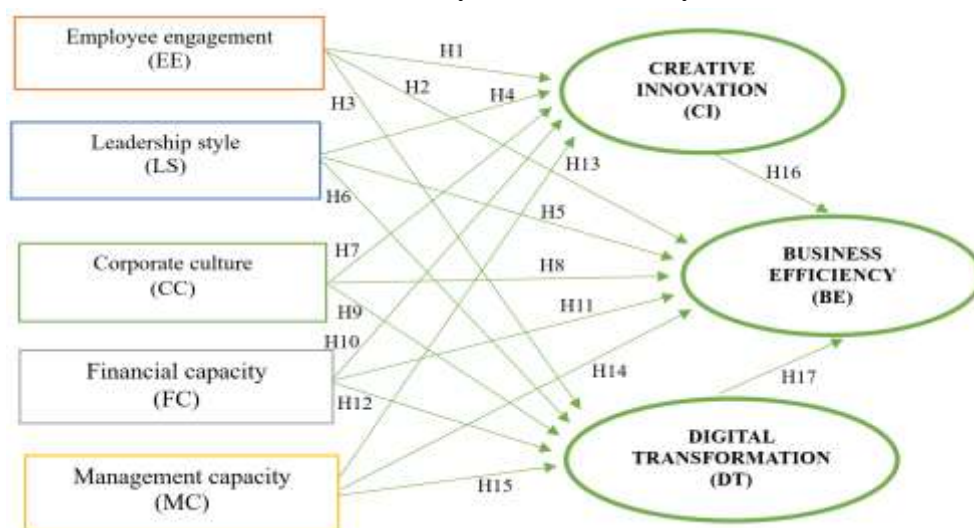 Employee engagement
(EE)
Leadership style
(LS)
Corporate culture
(CC)
Financial capacity
(FC)
Management capacity
(MC)
H1
H2
H3
H4
H13
H6
H5
H7
H8
H9
H11
H10
H14
H12
H15
H16
H17
CREATIVE
INNOVATION
(CI)
BUSINESS
EFFICIENCY
(BE)
DIGITAL
TRANSFORMATION
(DT)